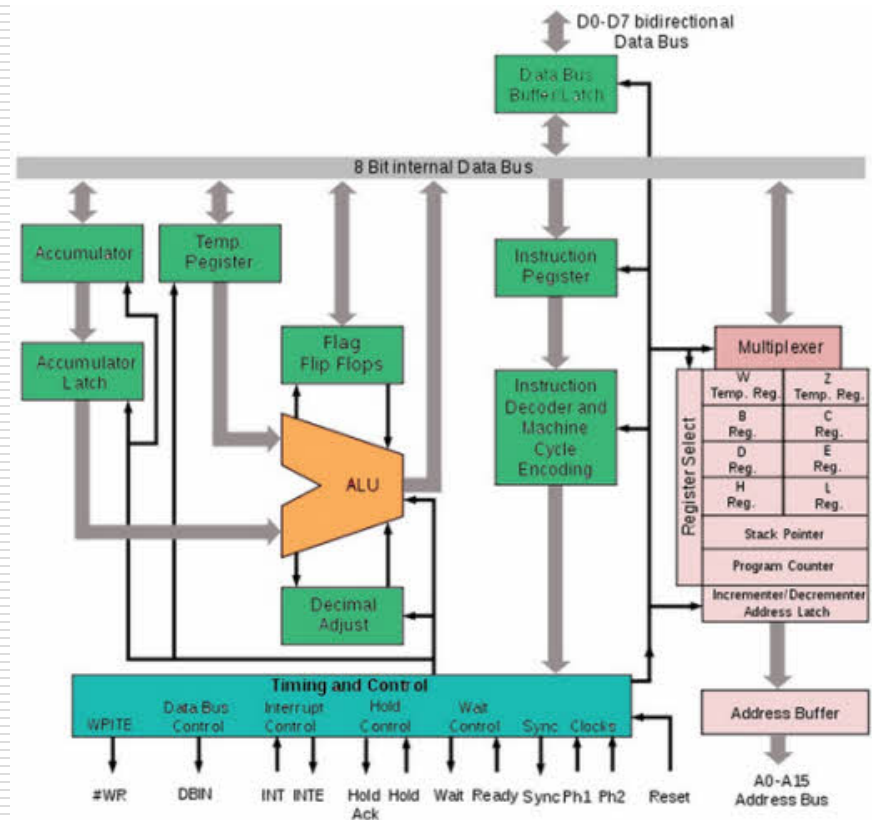 D0-D7 bidirectional
Data Bus
Data Bus
Buffer/Latch
8 Bit internal Data Bus
Accumulator
Temp.
Pegister
Instruction
Pegister
Accumulator
Latch
Flag
Flip Flops
Instruction
Decoder and
Machine
Cycle
Encoding
ALU
Decimal
Adjust
Multiplexer
Register Select
W
Temp. Reg.
Z
Temp. Reg.
B
Reg.
C
Reg.
D
Reg.
E
Reg.
H
Reg.
L
Reg.
Stack Pointer
Program Counter
Incrementer/Decrementer
Address Latch
Address Buffer
A0-A15
Address Bus
Timing and Control
WPITE
Data Bus
Control
Interrupt
Control
Hold
Control
Wait
Control
Sync
Clocks
#WR
DBIN
INT
INTE
Hold
Ack
Hold
Wait
Ready
Sync
Ph1
Ph2
Reset